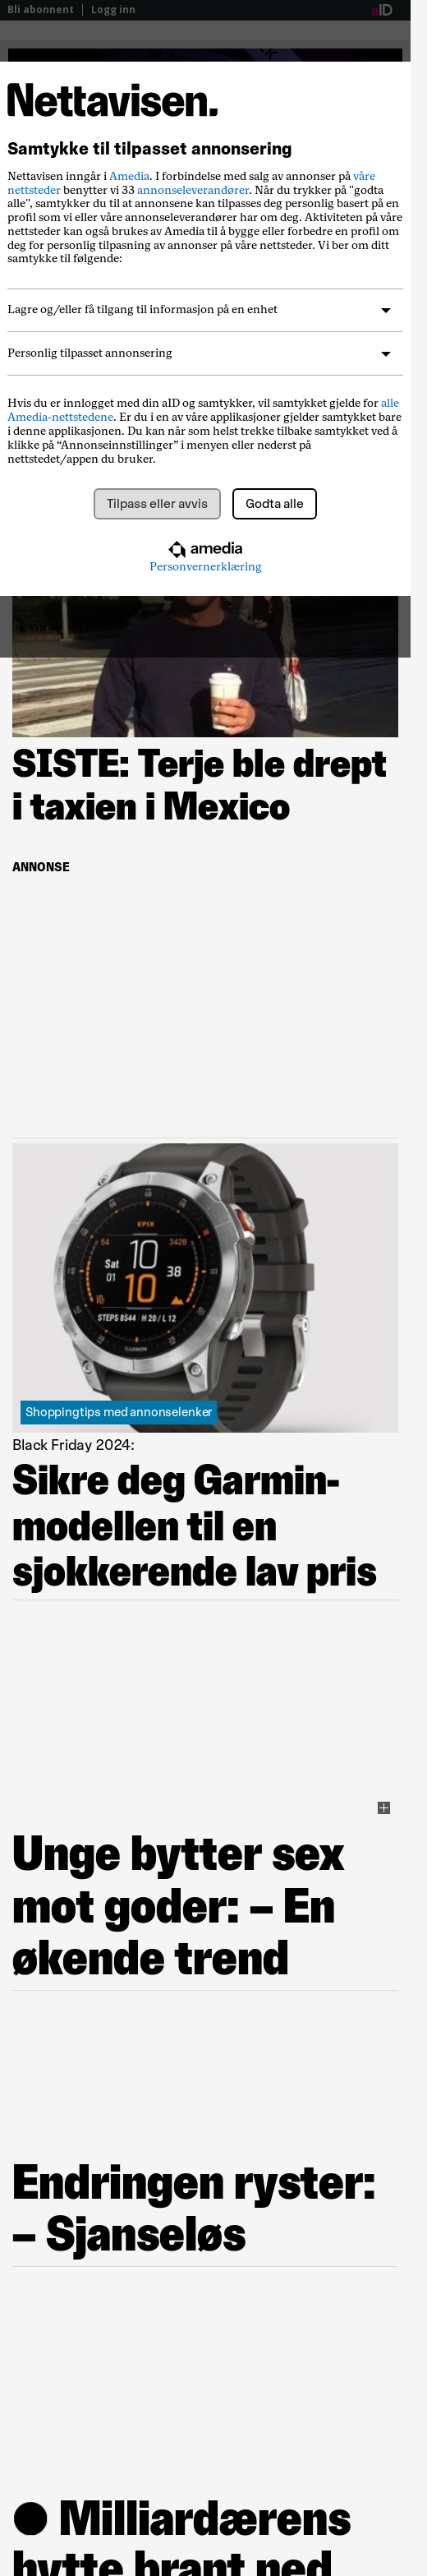 Bli abonnent | Logg inn
aID
Nettavisen.
Samtykke til tilpasset annonsering
Nettavisen inngår i Amedia. I forbindelse med salg av annonser på våre
nettsteder benytter vi 33 annonseleverandører. Når du trykker på "godta
alle", samtykker du til at annonsene kan tilpasses deg personlig basert på en
profil som vi eller våre annonseleverandører har om deg. Aktiviteten på våre
nettsteder kan også brukes av Amedia til å bygge eller forbedre en profil om
deg for personlig tilpasning av annonser på våre nettsteder. Vi ber om ditt
samtykke til følgende:
Lagre og/eller få tilgang til informasjon på en enhet
Personlig tilpasset annonsering
Hvis du er innlogget med din aID og samtykker, vil samtykket gjelde for alle
Amedia-nettstedene. Er du i en av våre applikasjoner gjelder samtykket bare
i denne applikasjonen. Du kan når som helst trekke tilbake samtykket ved å
klikke på “Annonseinnstillinger” i menyen eller nederst på
nettstedet/appen du bruker.
Tilpass eller avvis
Godta alle
amedia
Personvernerklæring
SISTE: Terje ble drept
i taxien i Mexico
ANNONSE
EPIX
54 3428
Sat 10 38
01 10
STEPS 8544 H 20 / L 12
GARMIN
Shoppingtips med annonselenker
Black Friday 2024:
Sikre deg Garmin-
modellen til en
sjokkerende lav pris
Unge bytter sex
mot goder: – En
økende trend
Endringen ryster:
– Sjanseløs
● Milliardærens
hytte brant ned